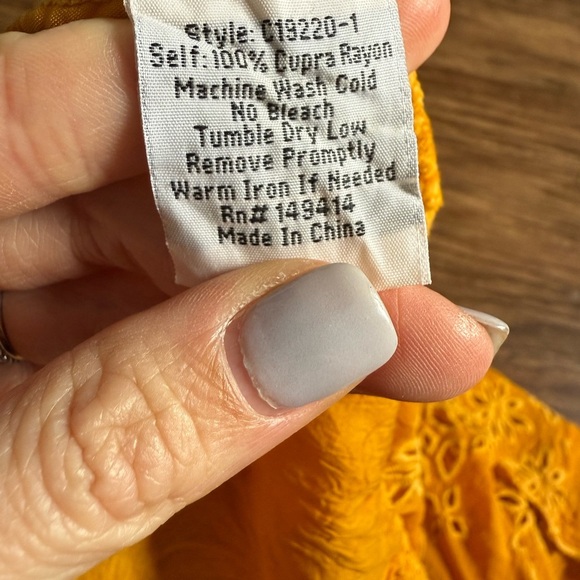 Style: C19220-1
Self:100% Cupra Rayon
Machine Wash Cold
No Bleach
Tumble Dry Low
Remove Promptly
Warm Iron If Needed
Rn# 149414
Made In China